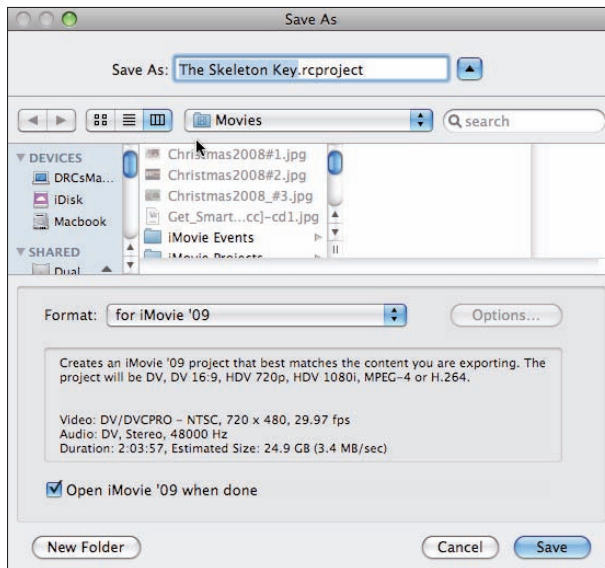 Save As
Save As: The Skeleton Key.rcproject
Movies
search
DEVICES
DRCsMa...
iDisk
Macbook
SHARED
Dual
Christmas2008#1.jpg
Christmas2008#2.jpg
Christmas2008_#3.jpg
Get_Smart...cc]-cd1.jpg
iMovie Events
iMovie Projects
Format: for iMovie '09
Options...
Creates an iMovie '09 project that best matches the content you are exporting. The
project will be DV, DV 16:9, HDV 720p, HDV 1080i, MPEG-4 or H.264.
Video: DV/DVCPRO - NTSC, 720 x 480, 29.97 fps
Audio: DV, Stereo, 48000 Hz
Duration: 2:03:57, Estimated Size: 24.9 GB (3.4 MB/sec)
Open iMovie '09 when done
New Folder
Cancel
Save